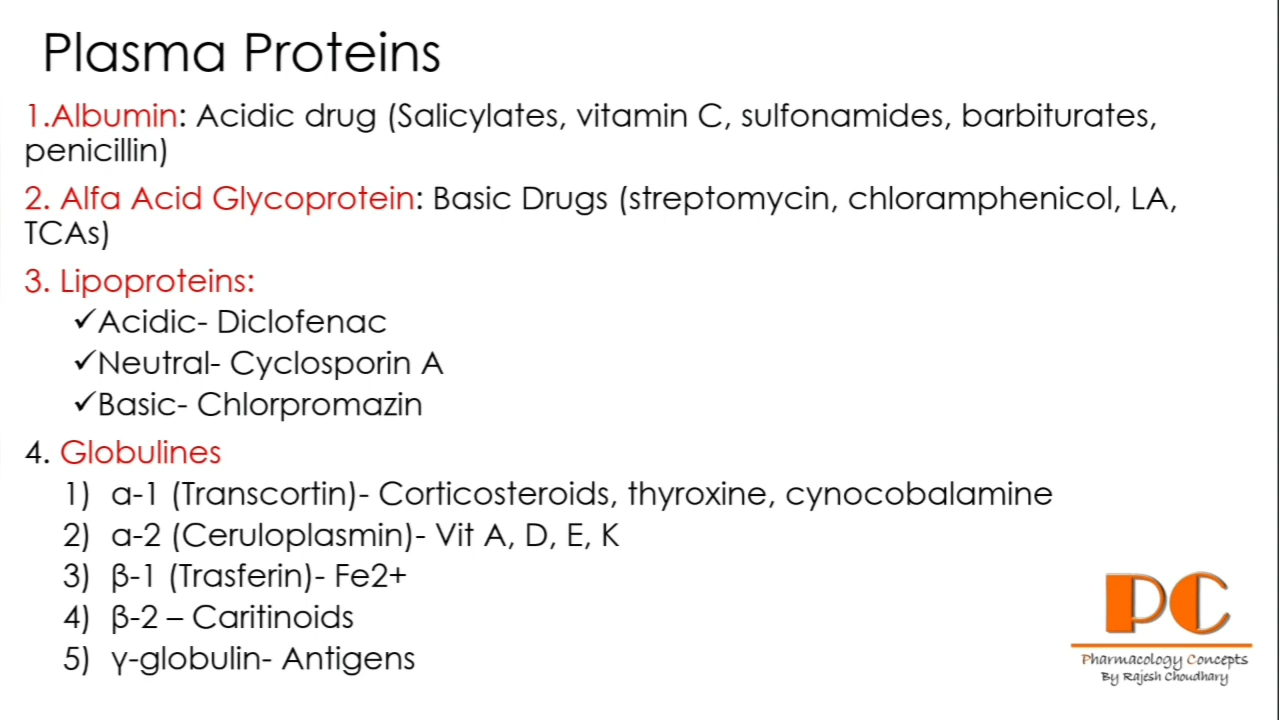 Plasma Proteins
1.Albumin: Acidic drug (Salicylates, vitamin C, sulfonamides, barbiturates,
penicillin)
2. Alfa Acid Glycoprotein: Basic Drugs (streptomycin, chloramphenicol, LA,
TCAs)
3. Lipoproteins:
✓Acidic- Diclofenac
✓Neutral- Cyclosporin A
✓Basic- Chlorpromazin
4. Globulines
1) α-1 (Transcortin)- Corticosteroids, thyroxine, cynocobalamine
2) α-2 (Ceruloplasmin)- Vit A, D, E, K
3) β-1 (Trasferin)- Fe2+
4) β-2 – Caritinoids
5) γ-globulin- Antigens
PC
Pharmacology Concepts
By Rajesh Choudhary